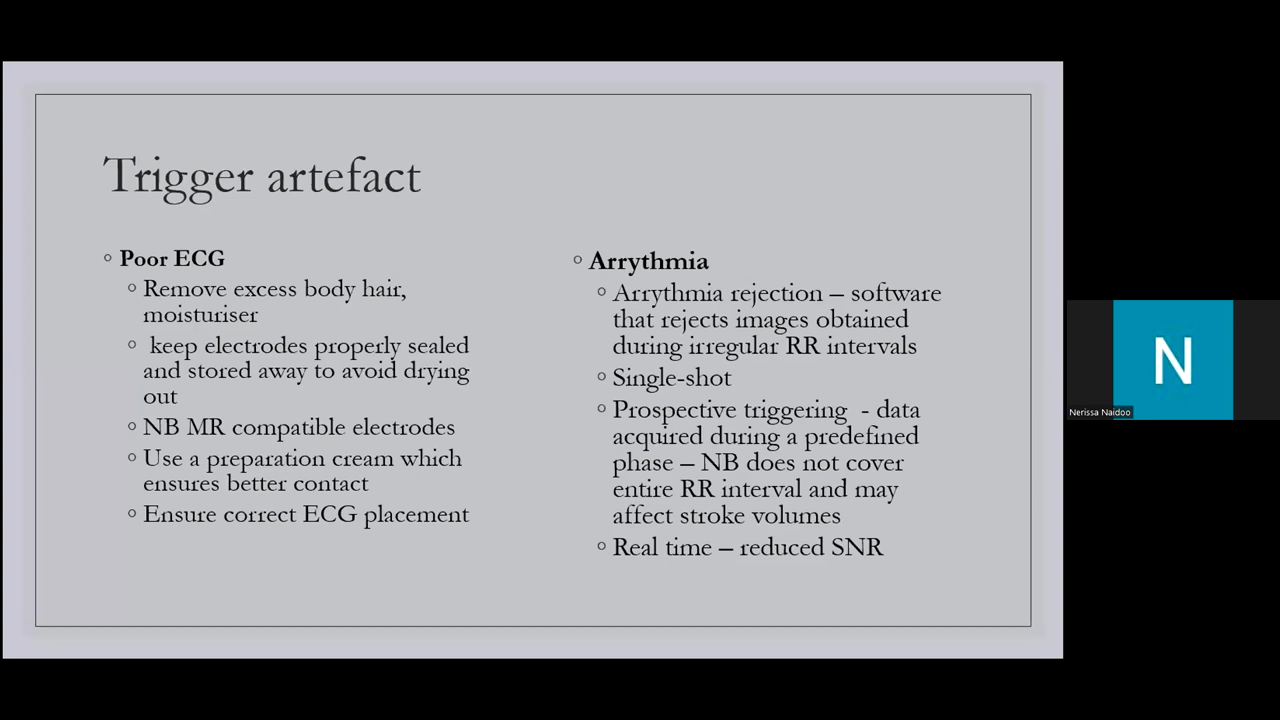 Trigger artefact
Poor ECG
Remove excess body hair,
moisturiser
keep electrodes properly sealed
and stored away to avoid drying
out
NB MR compatible electrodes
Use a preparation cream which
ensures better contact
Ensure correct ECG placement
Arrythmia
Arrythmia rejection – software
that rejects images obtained
during irregular RR intervals
Single-shot
Prospective triggering - data
acquired during a predefined
phase – NB does not cover
entire RR interval and may
affect stroke volumes
Real time – reduced SNR
N
Nerissa Naidoo